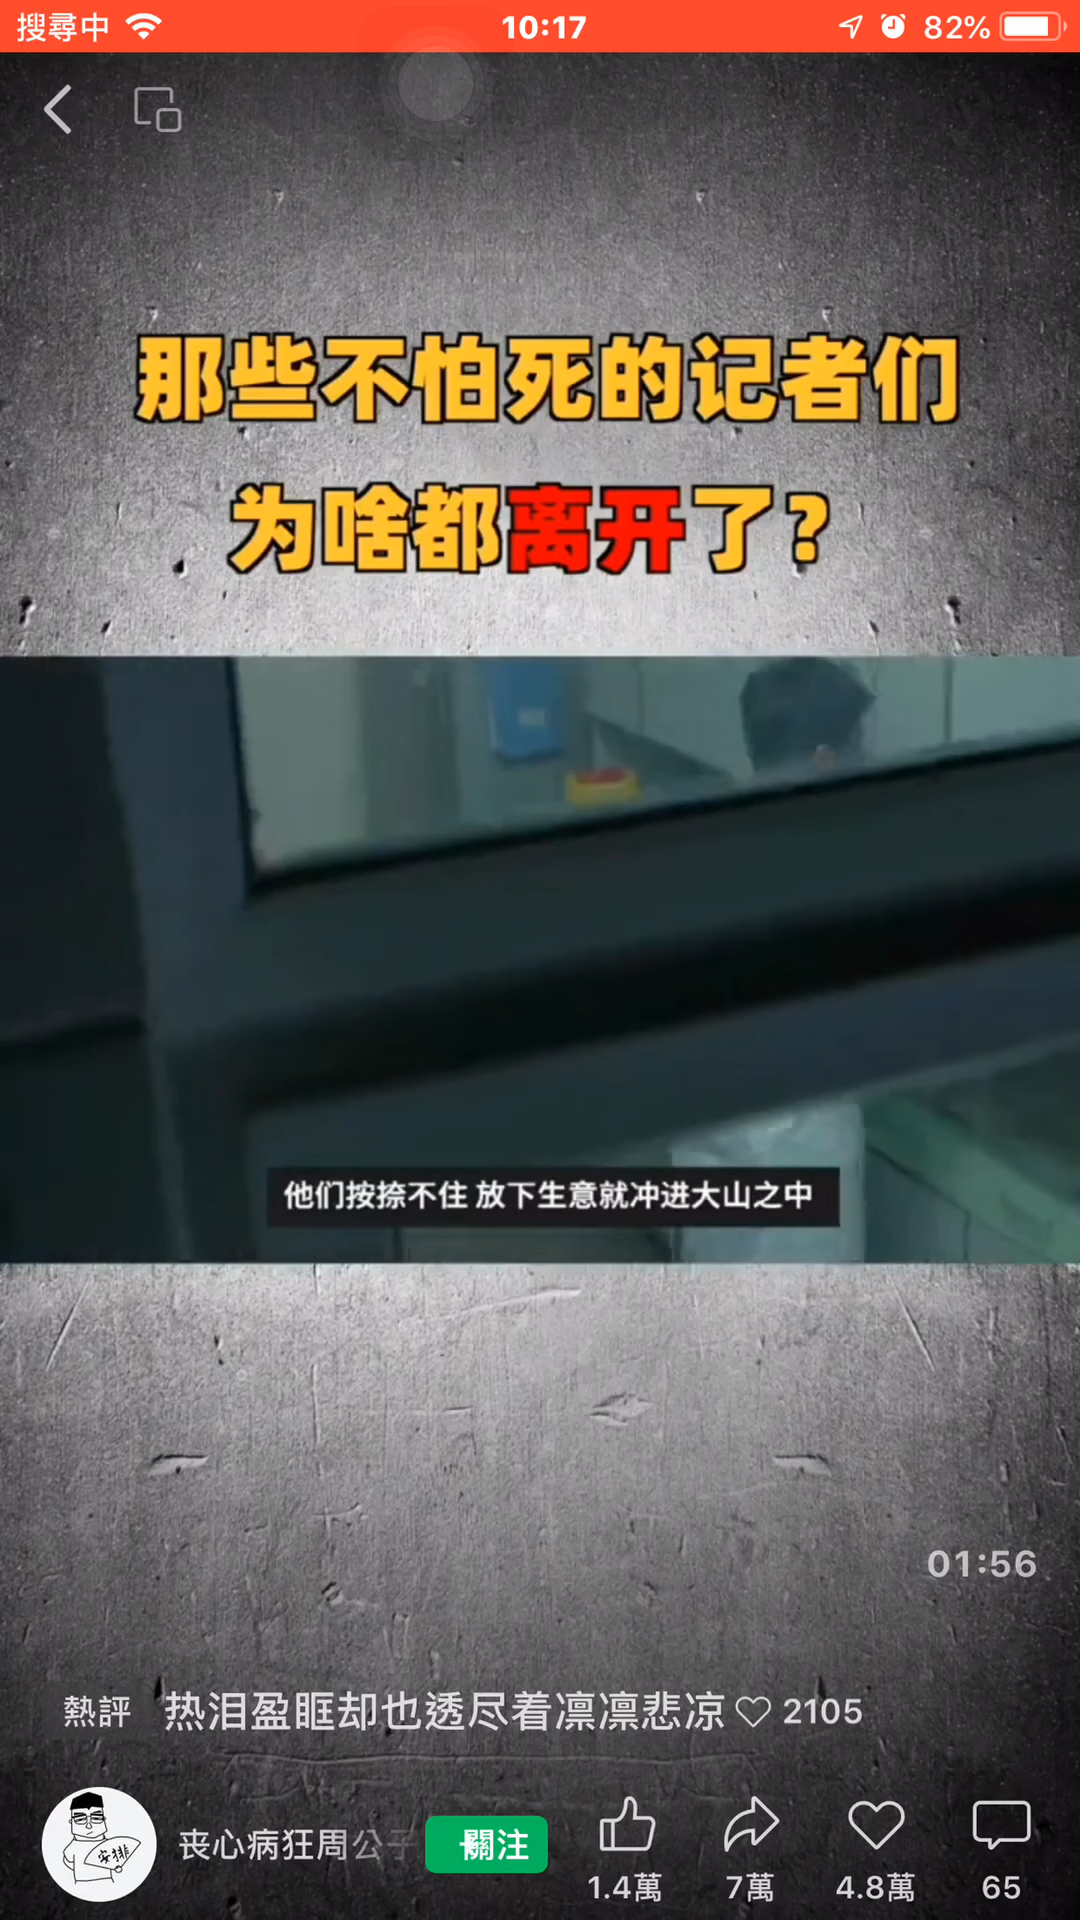 搜尋中 10:17 82%
那些不怕死的记者们
为啥都离开了?
他们按捺不住 放下生意就冲进大山之中
01:56
熱評 热泪盈眶却也透尽着凛凛悲凉 2105
安排
丧心病狂周公子 關注
1.4萬 7萬 4.8萬 65